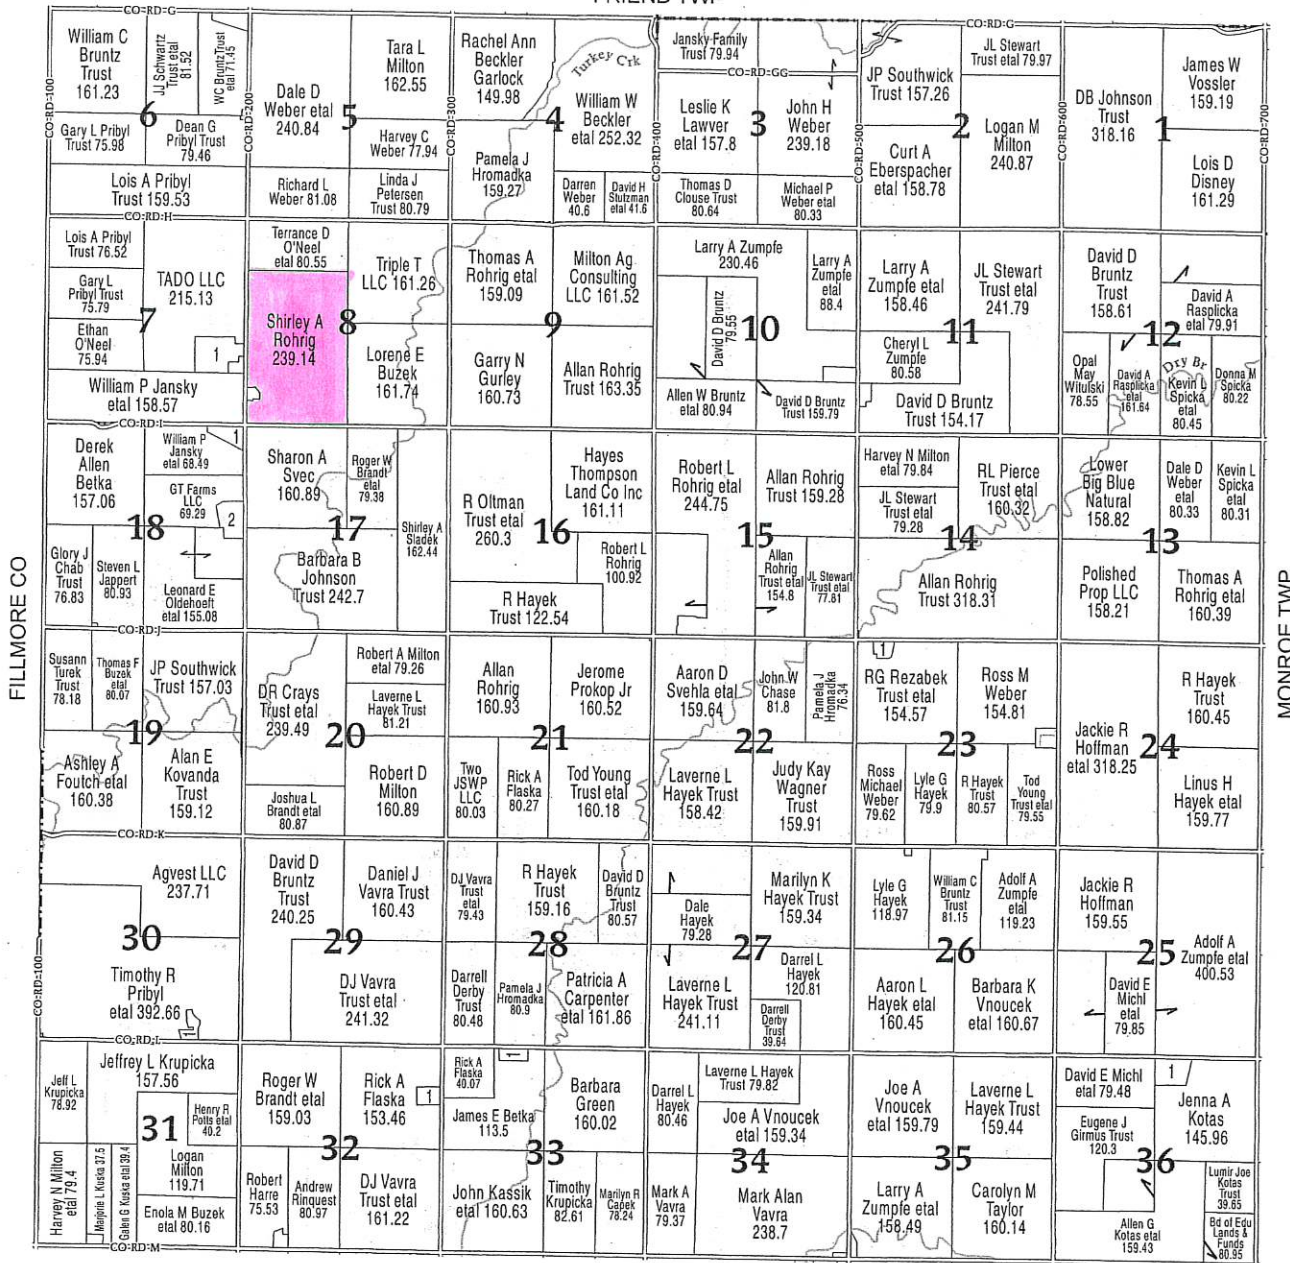 FRIEND TWP
CO-RD-G
CO-RD-G
CO-RD-100
CO-RD-200
CO-RD-300
CO-RD-400
CO-RD-500
CO-RD-600
CO-RD-700
CO-RD-GG
William C
Bruntz
Trust
161.23
JJ Schwartz
Trust etal
81.52
WC Bruntz Trust
etal 71.45
6
Gary L Pribyl
Trust 75.98
Dean G
Pribyl Trust
79.46
Lois A Pribyl
Trust 159.53
Dale D
Weber etal
240.84
5
Tara L
Milton
162.55
Harvey C
Weber 77.94
Richard L
Weber 81.08
Linda J
Petersen
Trust 80.79
Rachel Ann
Beckler
Garlock
149.98
Turkey Crk
4
William W
Beckler
etal 252.32
Pamela J
Hromadka
159.27
Darren
Weber
40.6
David H
Stutzman
etal 41.6
Jansky Family
Trust 79.94
Leslie K
Lawver
etal 157.8
3
John H
Weber
239.18
Thomas D
Clouse Trust
80.64
Michael P
Weber etal
80.33
JP Southwick
Trust 157.26
JL Stewart
Trust etal 79.97
2
Logan M
Milton
240.87
Curt A
Eberspacher
etal 158.78
DB Johnson
Trust
318.16
1
James W
Vossler
159.19
Lois D
Disney
161.29
CO-RD-H
Lois A Pribyl
Trust 76.52
Gary L
Pribyl Trust
75.79
7
Ethan
O'Neel
75.94
TADO LLC
215.13
1
William P Jansky
etal 158.57
Terrance D
O'Neel
etal 80.55
Shirley A
Rohrig
239.14
8
Triple T
LLC 161.26
Lorene E
Buzek
161.74
Thomas A
Rohrig etal
159.09
9
Milton Ag
Consulting
LLC 161.52
Garry N
Gurley
160.73
Allan Rohrig
Trust 163.35
Larry A Zumpfe
230.46
David D Bruntz
79.55
10
Larry A
Zumpfe
etal
88.4
Allen W Bruntz
etal 80.94
David D Bruntz
Trust 159.79
Larry A
Zumpfe etal
158.46
11
JL Stewart
Trust etal
241.79
Cheryl L
Zumpfe
80.58
David D Bruntz
Trust 154.17
David D
Bruntz
Trust
158.61
12
David A
Rasplicka
etal 79.91
Opal
May
Witulski
78.55
David A
Rasplicka
etal
161.64
Dry Br
Kevin L
Spicka
etal
80.45
Donna M
Spicka
80.22
CO-RD-I
Derek
Allen
Betka
157.06
William P
Jansky
etal 68.49
1
GT Farms
LLC
69.29
2
18
Glory J
Chab
Trust
76.83
Steven L
Jappert
80.93
Leonard E
Oldehoeft
etal 155.08
Sharon A
Svec
160.89
Roger W
Brandt
etal
79.38
17
Shirley A
Sladek
162.44
Barbara B
Johnson
Trust 242.7
R Oltman
Trust etal
260.3
16
Hayes
Thompson
Land Co Inc
161.11
Robert L
Rohrig
100.92
R Hayek
Trust 122.54
Robert L
Rohrig etal
244.75
15
Allan Rohrig
Trust 159.28
Allan
Rohrig
Trust etal
154.8
JL Stewart
Trust etal
77.81
Harvey N Milton
etal 79.84
JL Stewart
Trust etal
79.28
14
RL Pierce
Trust etal
160.32
Allan Rohrig
Trust 318.31
Lower
Big Blue
Natural
158.82
13
Dale D
Weber
etal
80.33
Kevin L
Spicka
etal
80.31
Polished
Prop LLC
158.21
Thomas A
Rohrig etal
160.39
FILLMORE CO
MONROE TWP
CO-RD-J
Susann
Turek
Trust
78.18
Thomas F
Buzek
etal
80.07
JP Southwick
Trust 157.03
19
Ashley A
Foutch etal
160.38
Alan E
Kovanda
Trust
159.12
DR Crays
Trust etal
239.49
20
Robert A Milton
etal 79.26
Laverne L
Hayek Trust
81.21
Joshua L
Brandt etal
80.87
Robert D
Milton
160.89
Allan
Rohrig
160.93
21
Jerome
Prokop Jr
160.52
Two
JSWP
LLC
80.03
Rick A
Flaska
80.27
Tod Young
Trust etal
160.18
Aaron D
Svehla etal
159.64
22
John W
Chase
81.8
Pamela J
Hromadka
76.34
Laverne L
Hayek Trust
158.42
Judy Kay
Wagner
Trust
159.91
1
RG Rezabek
Trust etal
154.57
23
Ross M
Weber
154.81
Ross
Michael
Weber
79.62
Lyle G
Hayek
79.9
R Hayek
Trust
80.57
Tod
Young
Trust etal
79.55
Jackie R
Hoffman
etal 318.25
24
R Hayek
Trust
160.45
Linus H
Hayek etal
159.77
CO-RD-K
Agvest LLC
237.71
30
Timothy R
Pribyl
etal 392.66
1
CO-RD-100
David D
Bruntz
Trust
240.25
29
Daniel J
Vavra Trust
160.43
DJ Vavra
Trust etal
241.32
DJ Vavra
Trust
etal
79.43
R Hayek
Trust
159.16
28
David D
Bruntz
Trust
80.57
Darrell
Derby
Trust
80.48
Pamela J
Hromadka
80.9
Patricia A
Carpenter
etal 161.86
Dale
Hayek
79.28
27
Marilyn K
Hayek Trust
159.34
Laverne L
Hayek Trust
241.11
Darrel L
Hayek
120.81
Darrell
Derby
Trust
39.64
Lyle G
Hayek
118.97
26
William C
Bruntz
Trust
81.15
Adolf A
Zumpfe
etal
119.23
Aaron L
Hayek etal
160.45
Barbara K
Vnoucek
etal 160.67
Jackie R
Hoffman
159.55
25
Adolf A
Zumpfe etal
400.53
David E
Michl
etal
79.85
CO-RD-L
Jeff L
Krupicka
78.92
Jeffrey L Krupicka
157.56
31
Henry R
Potts etal
40.2
Harvey N Milton
etal 79.4
Marjorie L Kuska 37.5
Galen G Kuska etal 39.4
Logan
Milton
119.71
Enola M Buzek
etal 80.16
Roger W
Brandt etal
159.03
32
Rick A
Flaska
153.46
1
Robert
Harre
75.53
Andrew
Rinquest
80.97
DJ Vavra
Trust etal
161.22
Rick A
Flaska
40.07
1
James E Betka
113.5
33
Barbara
Green
160.02
John Kassik
etal 160.63
Timothy
Krupicka
82.61
Marilyn R
Capek
78.24
Darrel L
Hayek
80.46
Laverne L Hayek
Trust 79.82
Joe A Vnoucek
etal 159.34
34
Mark A
Vavra
79.37
Mark Alan
Vavra
238.7
Joe A
Vnoucek
etal 159.79
35
Laverne L
Hayek Trust
159.44
Larry A
Zumpfe etal
158.49
Carolyn M
Taylor
160.14
David E Michl
etal 79.48
1
Jenna A
Kotas
145.96
Eugene J
Girmus Trust
120.3
36
Allen G
Kotas etal
159.43
Lumir Joe
Kotas
Trust
39.65
Bd of Edu
Lands &
Funds
80.95
CO-RD-M